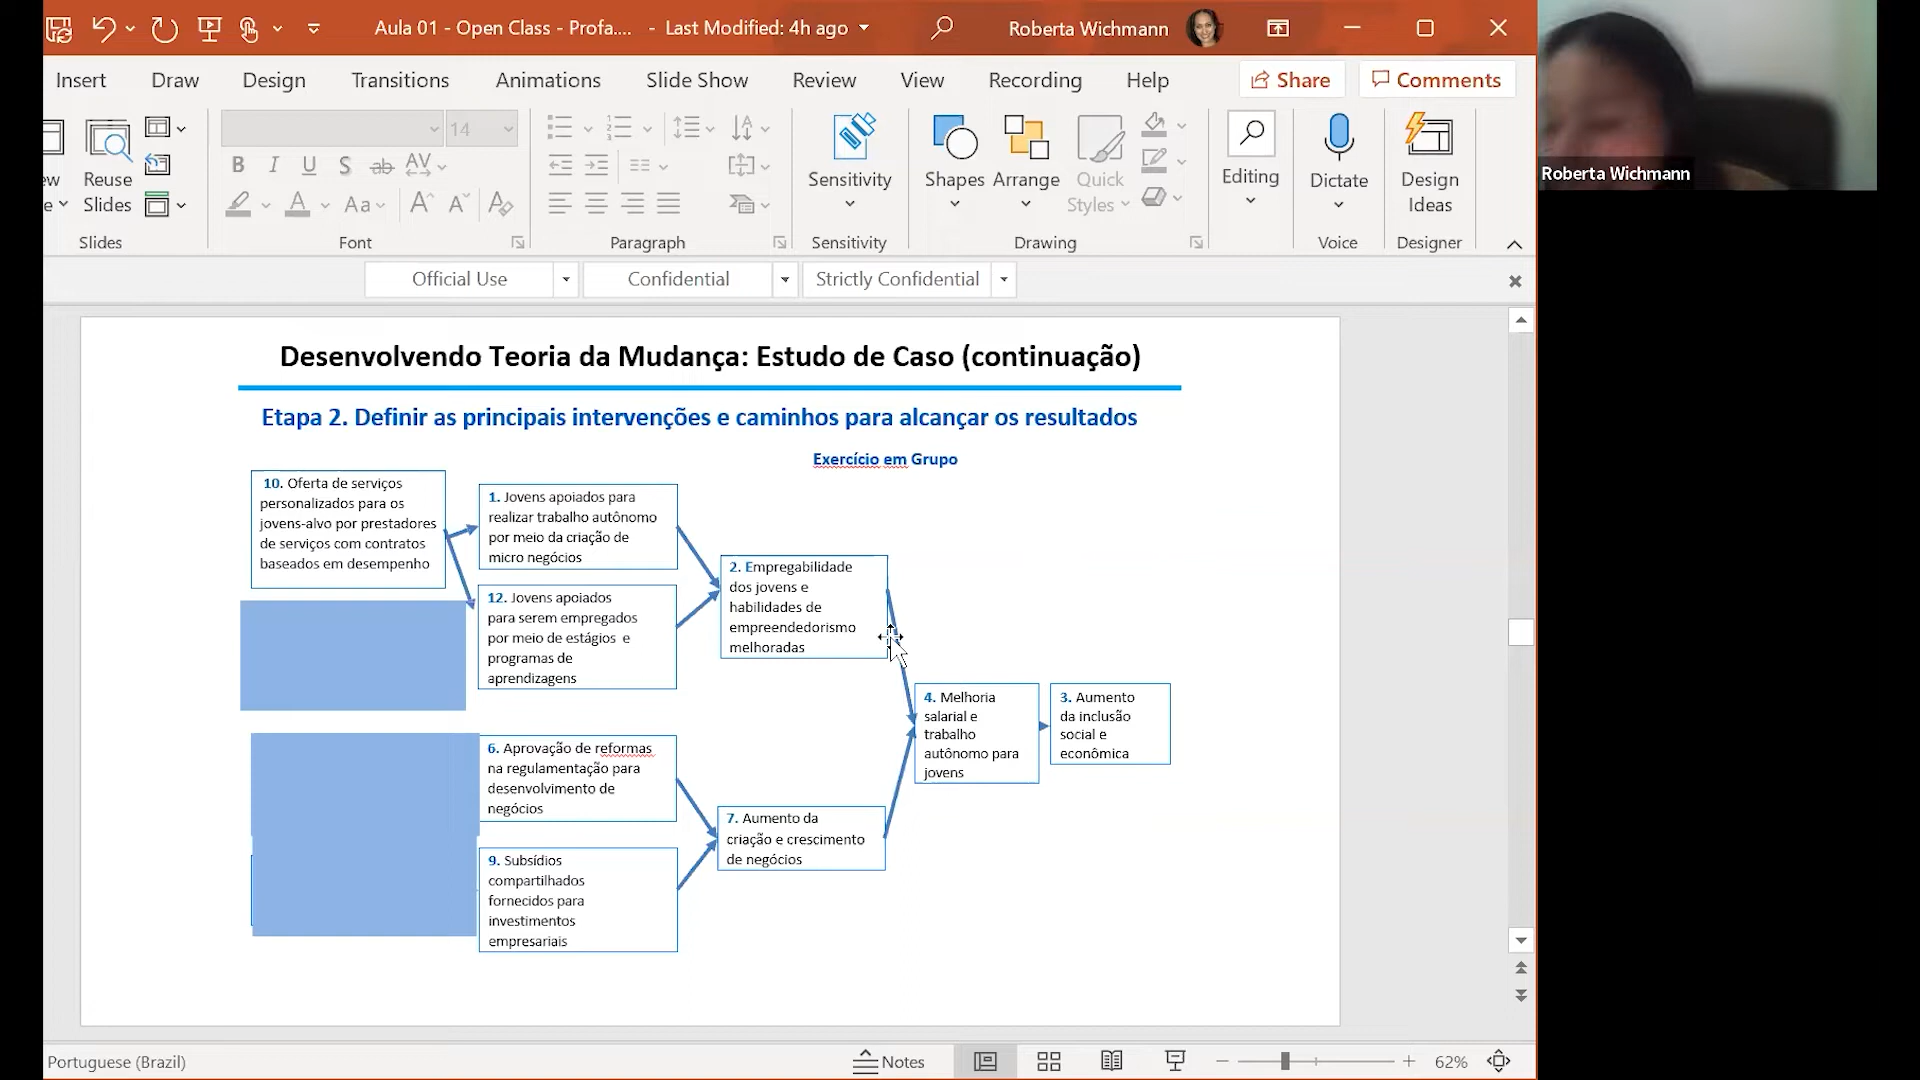 Aula 01 - Open Class - Profa.... - Last Modified: 4h ago
Roberta Wichmann
Insert Draw Design Transitions Animations Slide Show Review View Recording Help Share Comments
14
Reuse
Slides
B I U S ab AV
Aa A A
Sensitivity
Shapes Arrange Quick
Styles
Editing
Dictate
Design
Ideas
Slides Font Paragraph Sensitivity Drawing Voice Designer
Official Use Confidential Strictly Confidential
Roberta Wichmann
Desenvolvendo Teoria da Mudança: Estudo de Caso (continuação)
Etapa 2. Definir as principais intervenções e caminhos para alcançar os resultados
Exercício em Grupo
10. Oferta de serviços
personalizados para os
jovens-alvo por prestadores
de serviços com contratos
baseados em desempenho
1. Jovens apoiados para
realizar trabalho autônomo
por meio da criação de
micro negócios
12. Jovens apoiados
para serem empregados
por meio de estágios e
programas de
aprendizagens
2. Empregabilidade
dos jovens e
habilidades de
empreendedorismo
melhoradas
4. Melhoria
salarial e
trabalho
autônomo para
jovens
3. Aumento
da inclusão
social e
econômica
6. Aprovação de reformas
na regulamentação para
desenvolvimento de
negócios
7. Aumento da
criação e crescimento
de negócios
9. Subsídios
compartilhados
fornecidos para
investimentos
empresariais
Portuguese (Brazil)
Notes
62%